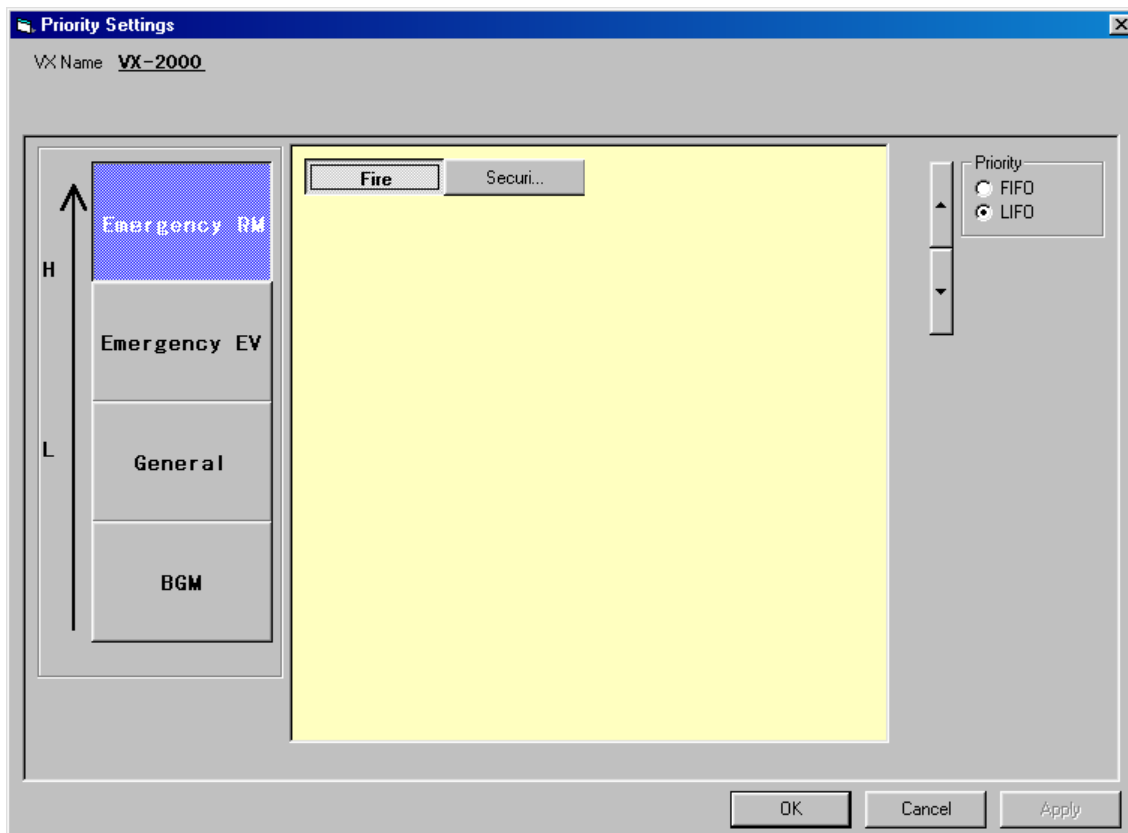 Priority Settings
VX Name VX-2000
H
L
Emergency RM
Emergency EV
General
BGM
Fire
Securi...
Priority
FIFO
LIFO
OK
Cancel
Apply